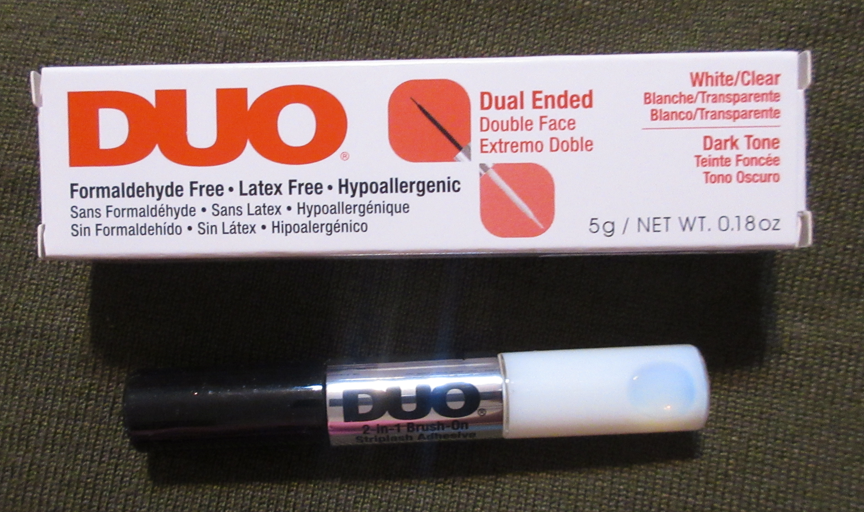 DUO®
Formaldehyde Free • Latex Free • Hypoallergenic
Sans Formaldéhyde • Sans Latex • Hypoallergénique
Sin Formaldehído • Sin Látex • Hipoalergénico
Dual Ended
Double Face
Extremo Doble
White/Clear
Blanche/Transparente
Blanco/Transparente
Dark Tone
Teinte Foncée
Tono Oscuro
5g / NET WT. 0.18oz
DUO®
2-in-1 Brush-On
Striplash Adhesive